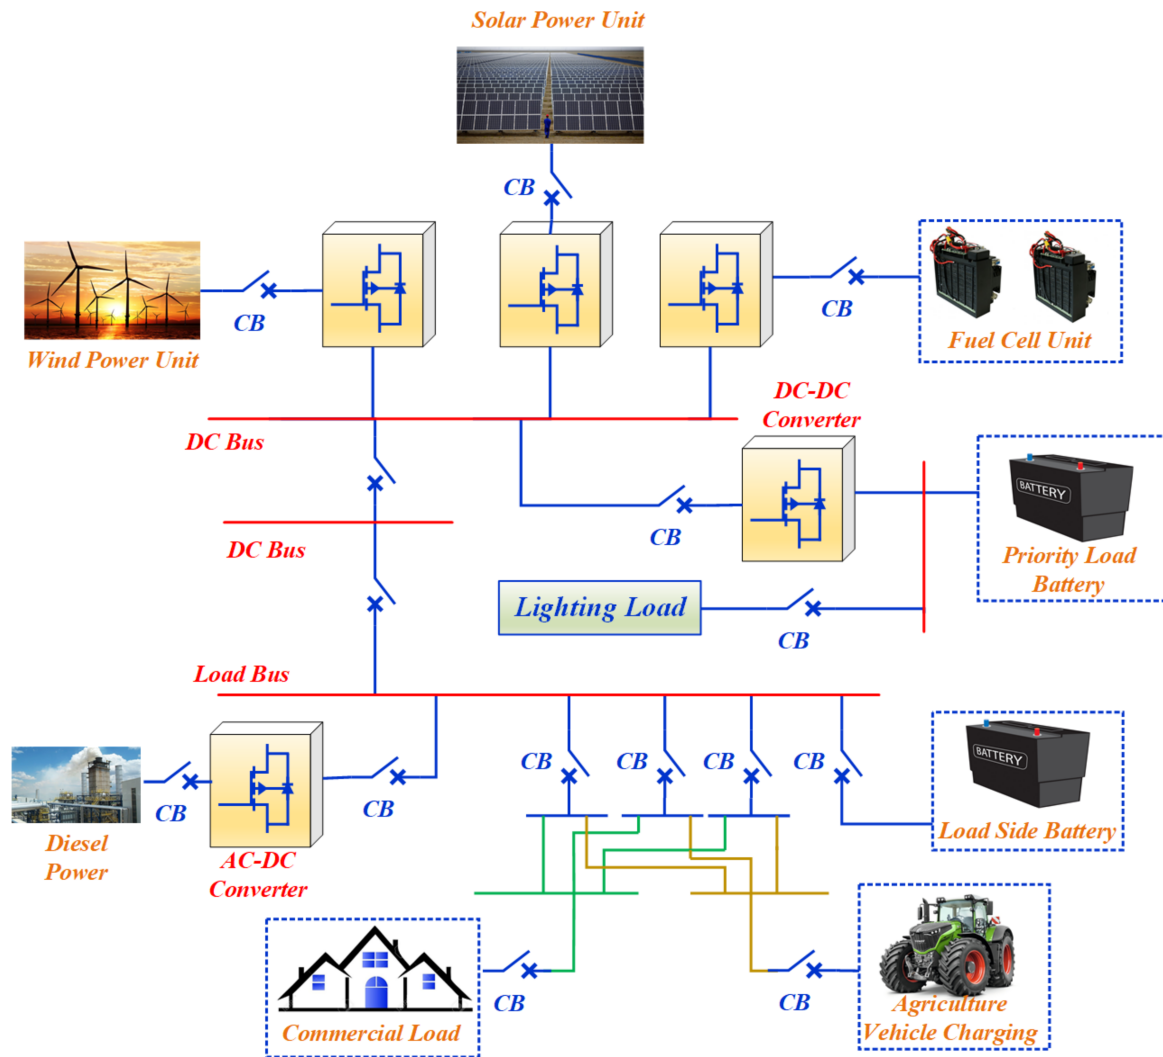 Solar Power Unit
CB
CB
Wind Power Unit
CB
Fuel Cell Unit
DC Bus
DC-DC
Converter
BATTERY
Priority Load
Battery
CB
DC Bus
Lighting Load
CB
Load Bus
Diesel
Power
CB
AC-DC
Converter
CB
CB
CB
CB
CB
BATTERY
Load Side Battery
Commercial Load
CB
CB
Agriculture
Vehicle Charging